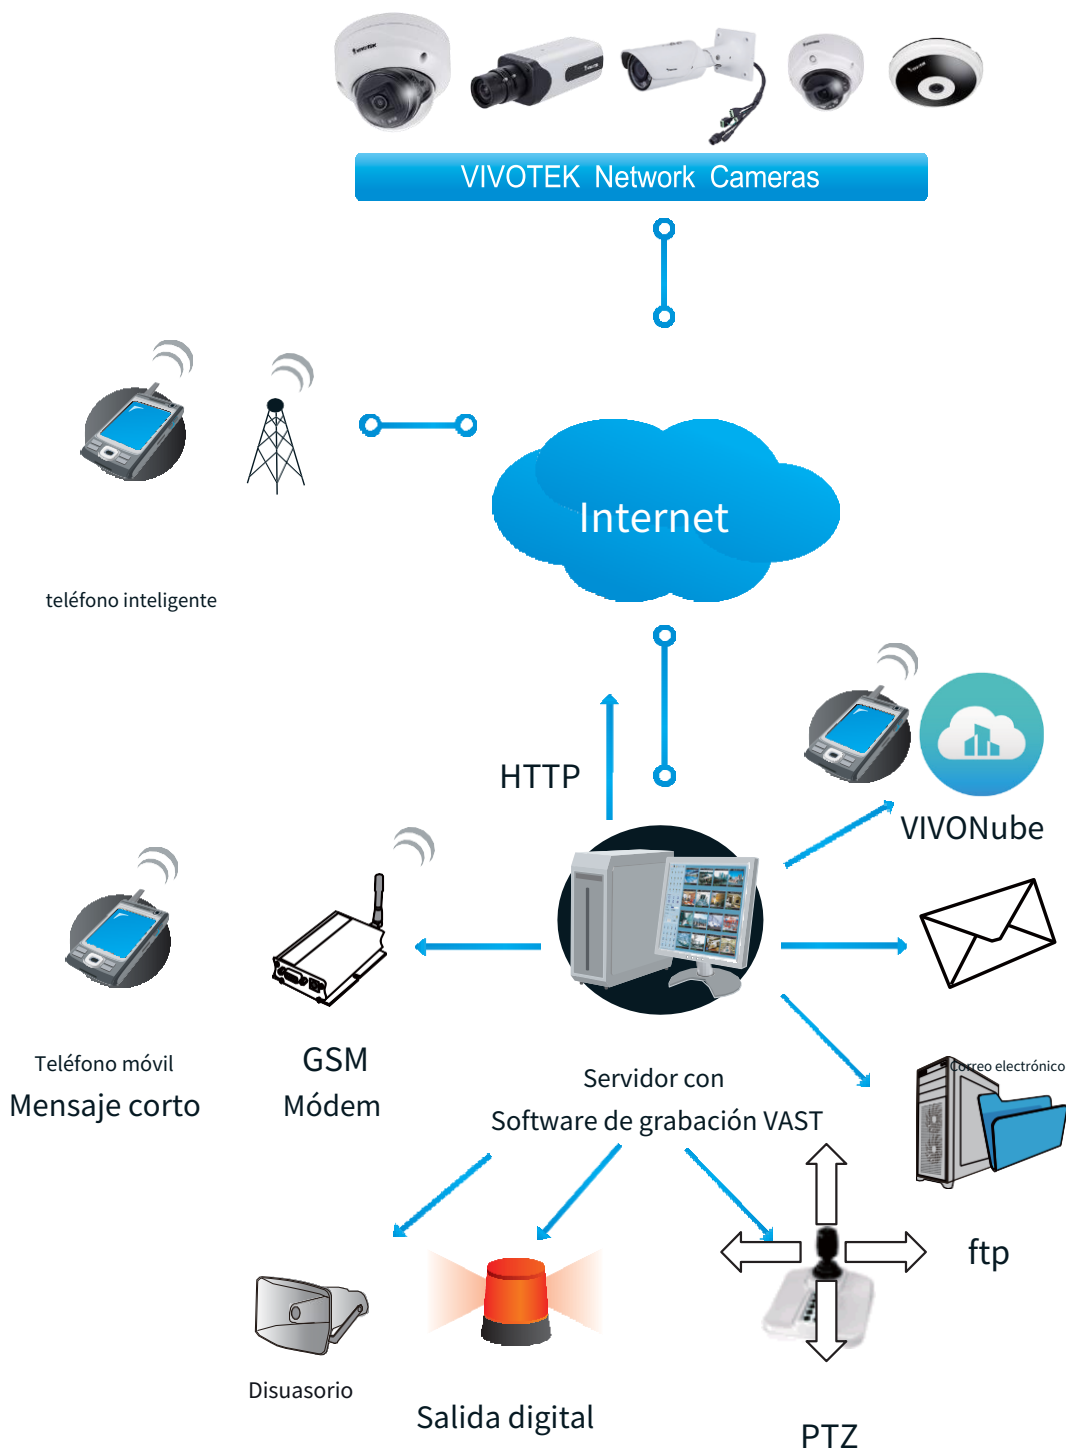 VIVOTEK
VIVOTEK Network Cameras
Internet
teléfono inteligente
HTTP
VIVONube
Teléfono móvil
Mensaje corto
GSM
Módem
Servidor con
Software de grabación VAST
Correo electrónico
ftp
Disuasorio
Salida digital
PTZ